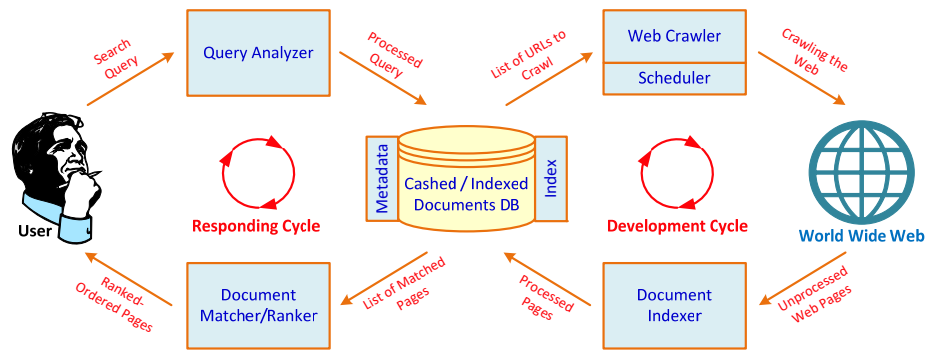 Search
Query
Query Analyzer
Processed
Query
List of URLs to
Crawl
Web Crawler
Scheduler
Crawling the
Web
User
Responding Cycle
Metadata
Cashed / Indexed
Documents DB
Index
Development Cycle
World Wide Web
Ranked-
Ordered Pages
Document
Matcher/Ranker
List of Matched
Pages
Processed
Pages
Document
Indexer
Unprocessed
Web Pages